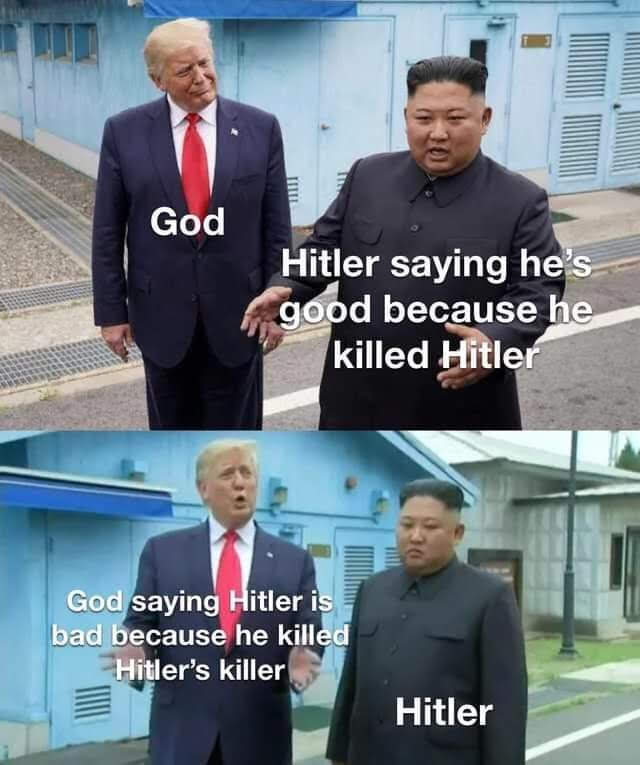 God
Hitler saying he's
good because he
killed Hitler
God saying Hitler is
bad because he killed
Hitler's killer
Hitler